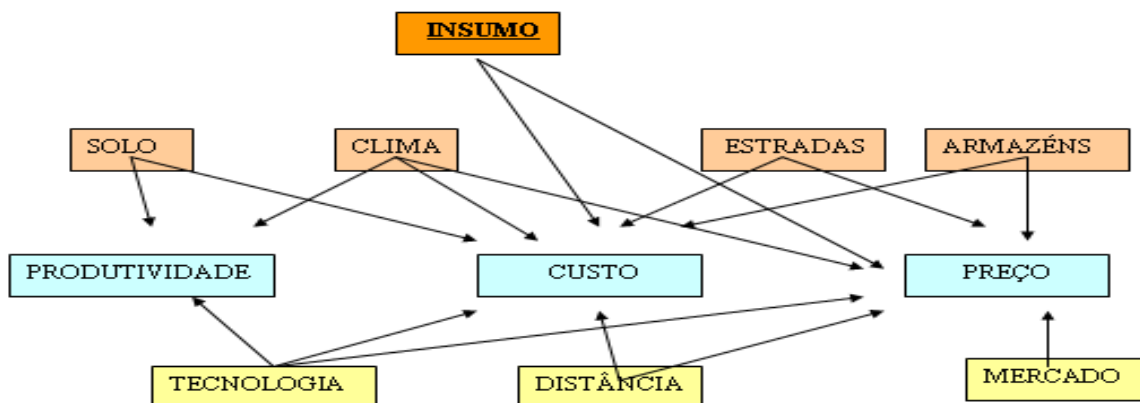 INSUMO
SOLO
CLIMA
ESTRADAS
ARMAZÉNS
PRODUTIVIDADE
CUSTO
PREÇO
TECNOLOGIA
DISTÂNCIA
MERCADO